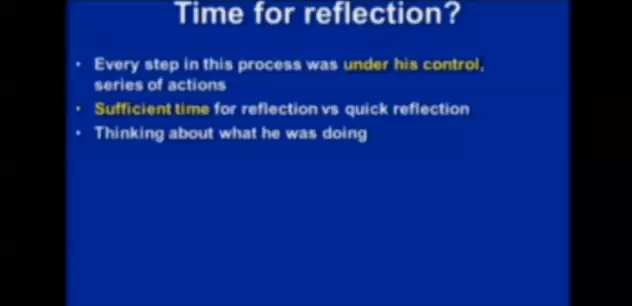 Time for reflection?
• Every step in this process was under his control,
series of actions
• Sufficient time for reflection vs quick reflection
• Thinking about what he was doing